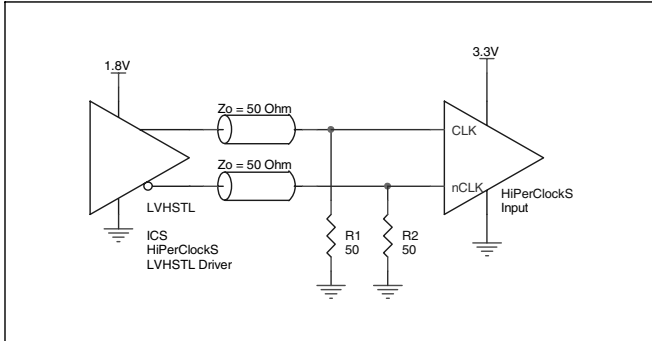 1.8V
3.3V
Zo = 50 Ohm
CLK
Zo = 50 Ohm
nCLK
HiPerClockS
Input
LVHSTL
ICS
HiPerClockS
LVHSTL Driver
R1
50
R2
50